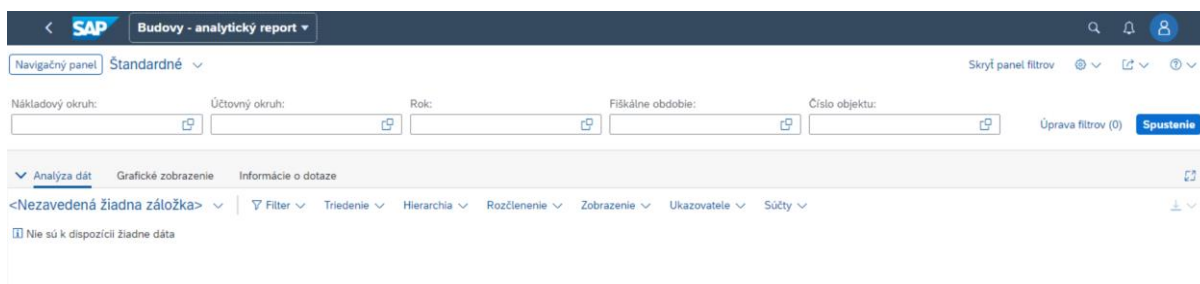 SAP Budovy - analytický report
Navigačný panel Štandardné Skryť panel filtrov
Nákladový okruh: Účtovný okruh: Rok: Fiškálne obdobie: Číslo objektu:
Úprava filtrov (0) Spustenie
Analýza dát Grafické zobrazenie Informácie o dotaze
<Nezavedená žiadna záložka> Filter Triedenie Hierarchia Rozčlenenie Zobrazenie Ukazovatele Súčty
Nie sú k dispozícii žiadne dáta